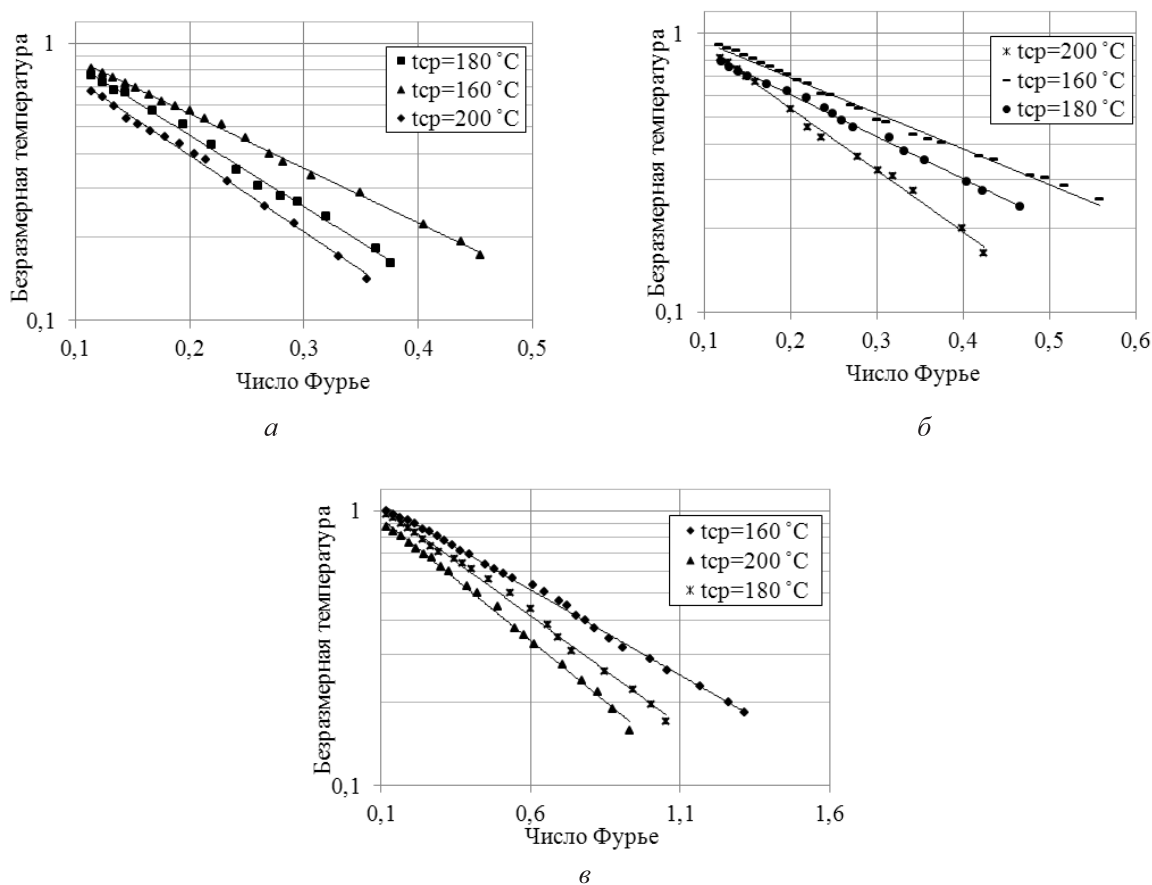 Безразмерная температура
1
0,1
tcp=180 ˚C
tcp=160 ˚C
tcp=200 ˚C
0,1 0,2 0,3 0,4 0,5
Число Фурье
а
Безразмерная температура
1
0,1
tcp=200 ˚C
tcp=160 ˚C
tcp=180 ˚C
0,1 0,2 0,3 0,4 0,5 0,6
Число Фурье
б
Безразмерная температура
1
0,1
tcp=160 ˚C
tcp=200 ˚C
tcp=180 ˚C
0,1 0,6 1,1 1,6
Число Фурье
в